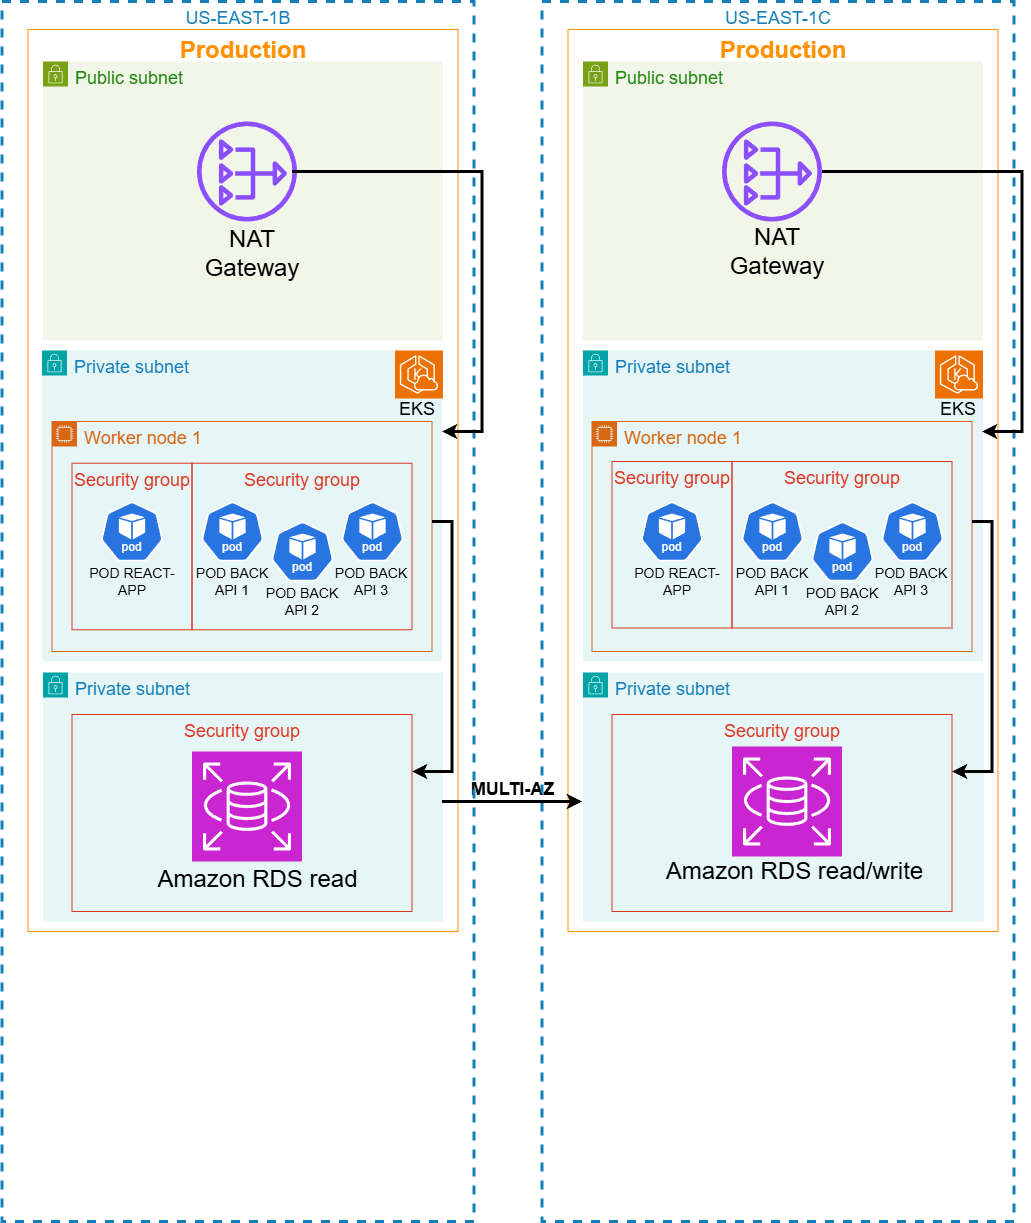 US-EAST-1B
Production
Public subnet
NAT
Gateway
Private subnet
EKS
Worker node 1
Security group
Security group
pod
POD REACT-
APP
pod
POD BACK
API 1
pod
POD BACK
API 2
pod
POD BACK
API 3
Private subnet
Security group
Amazon RDS read
MULTI-AZ
US-EAST-1C
Production
Public subnet
NAT
Gateway
Private subnet
K
EKS
Worker node 1
Security group
Security group
pod
POD REACT-
APP
pod
POD BACK
API 1
pod
POD BACK
API 2
pod
POD BACK
API 3
Private subnet
Security group
Amazon RDS read/write